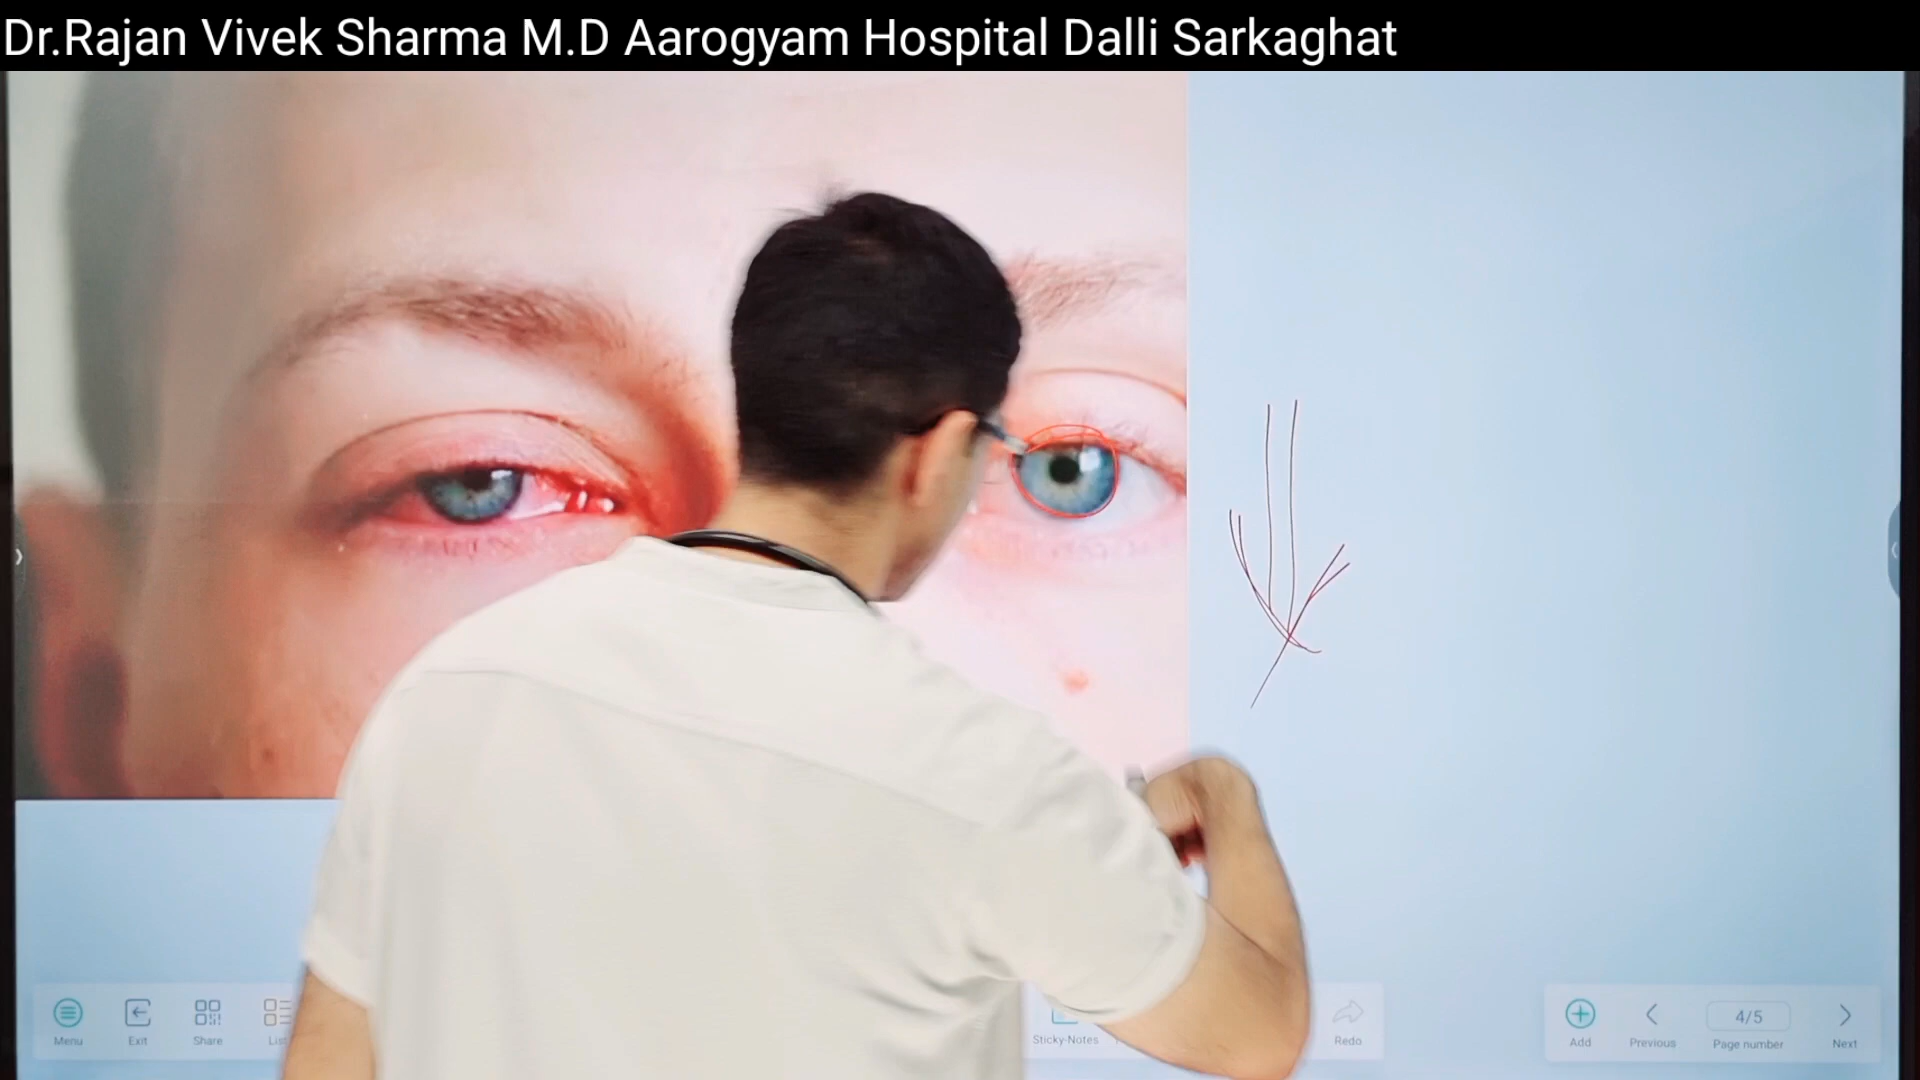 Dr.Rajan Vivek Sharma M.D Aarogyam Hospital Dalli Sarkaghat
Menu
Exit
Share
List
Sticky-Notes
Redo
Add
Previous
4/5
Page number
Next